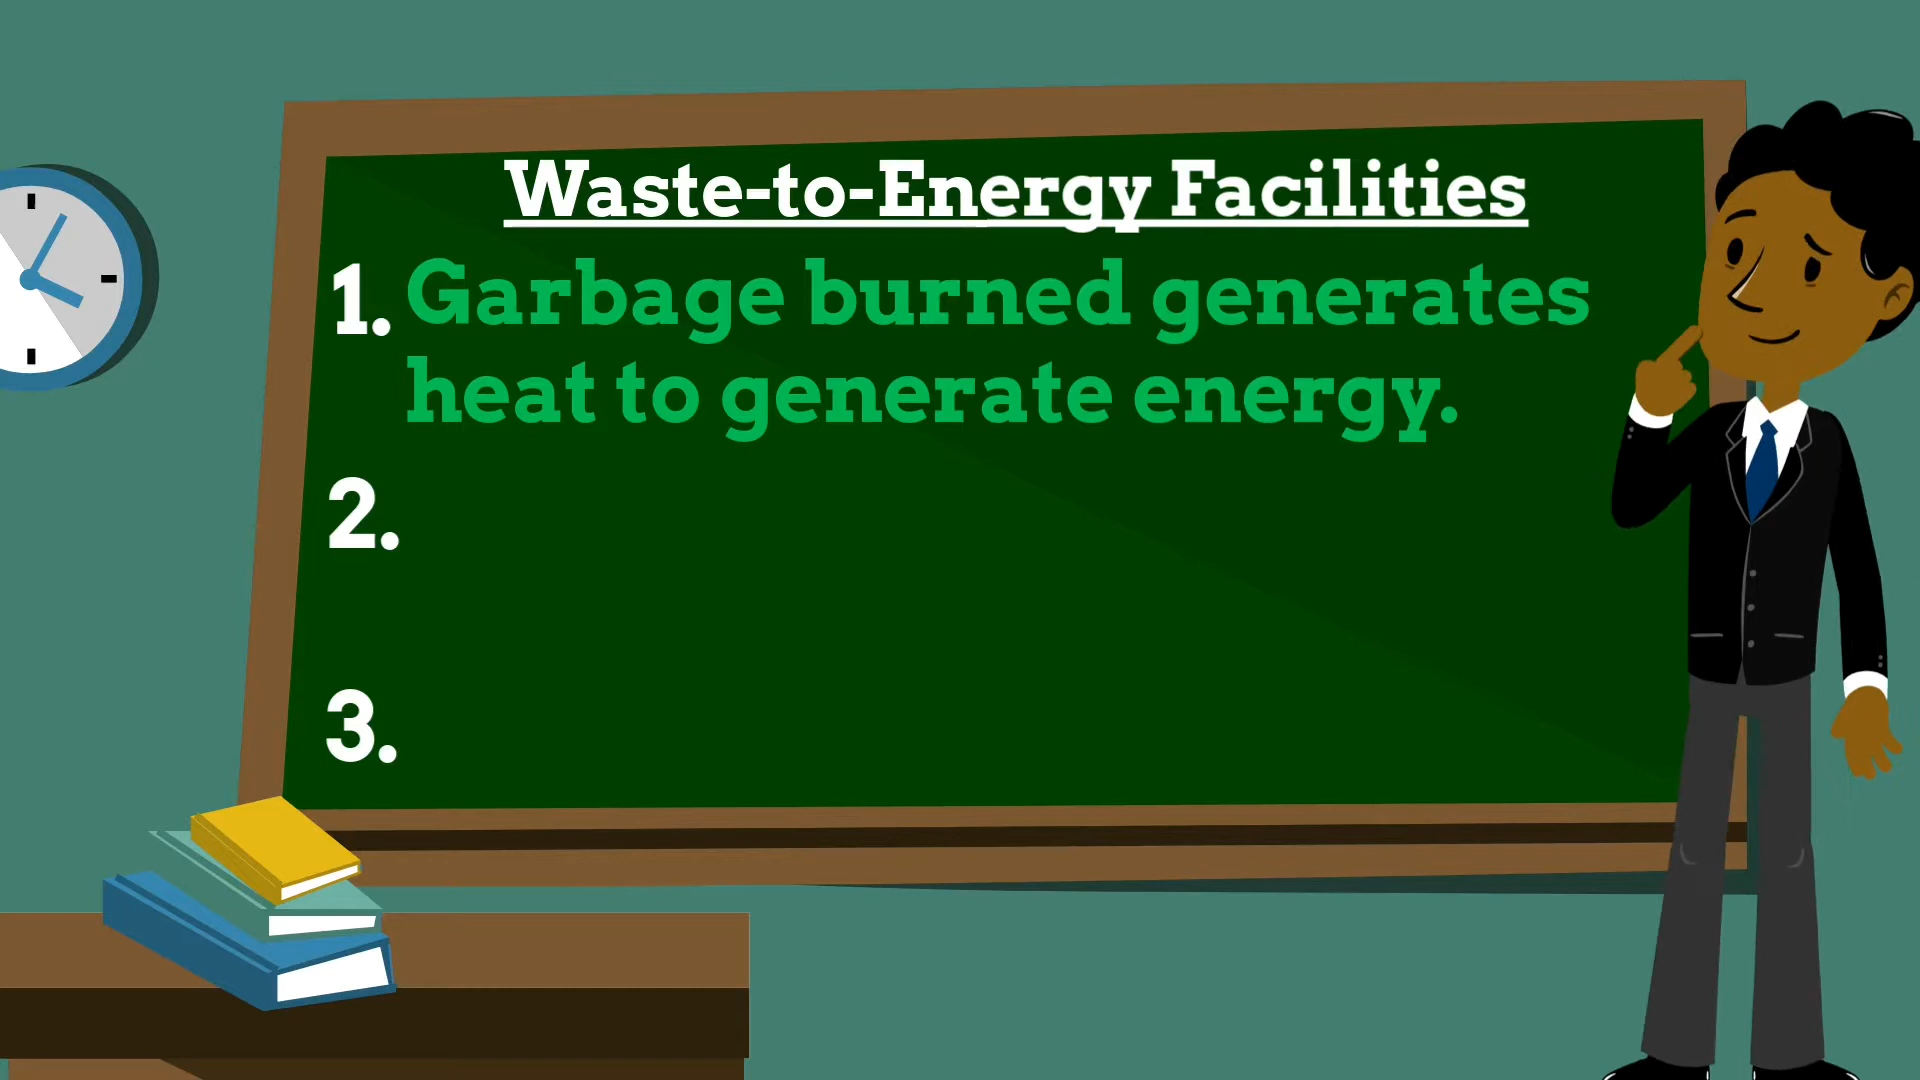 Waste-to-Energy Facilities
1. Garbage burned generates
heat to generate energy.
2.
3.